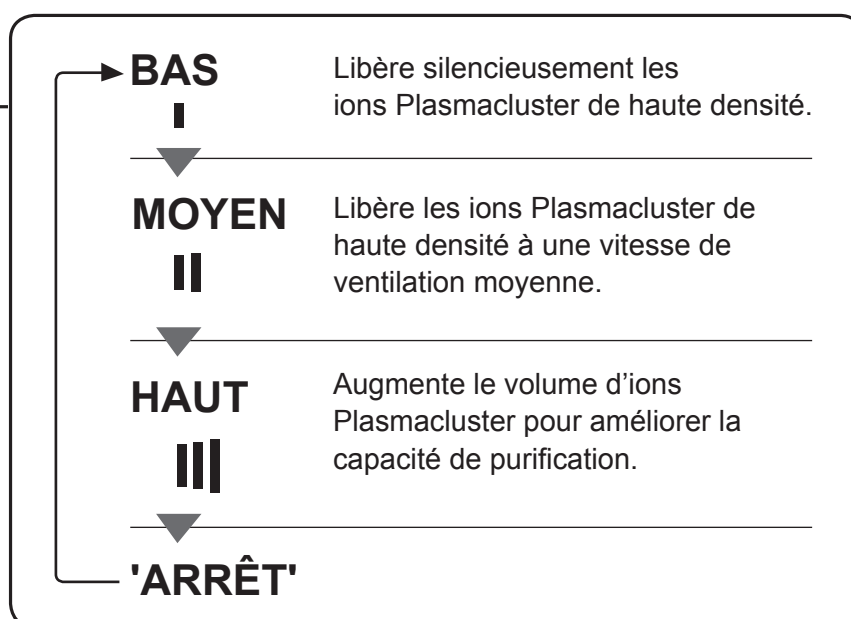 BAS
Libère silencieusement les
ions Plasmacluster de haute densité.
MOYEN
Libère les ions Plasmacluster de
haute densité à une vitesse de
ventilation moyenne.
HAUT
Augmente le volume d’ions
Plasmacluster pour améliorer la
capacité de purification.
'ARRÊT'